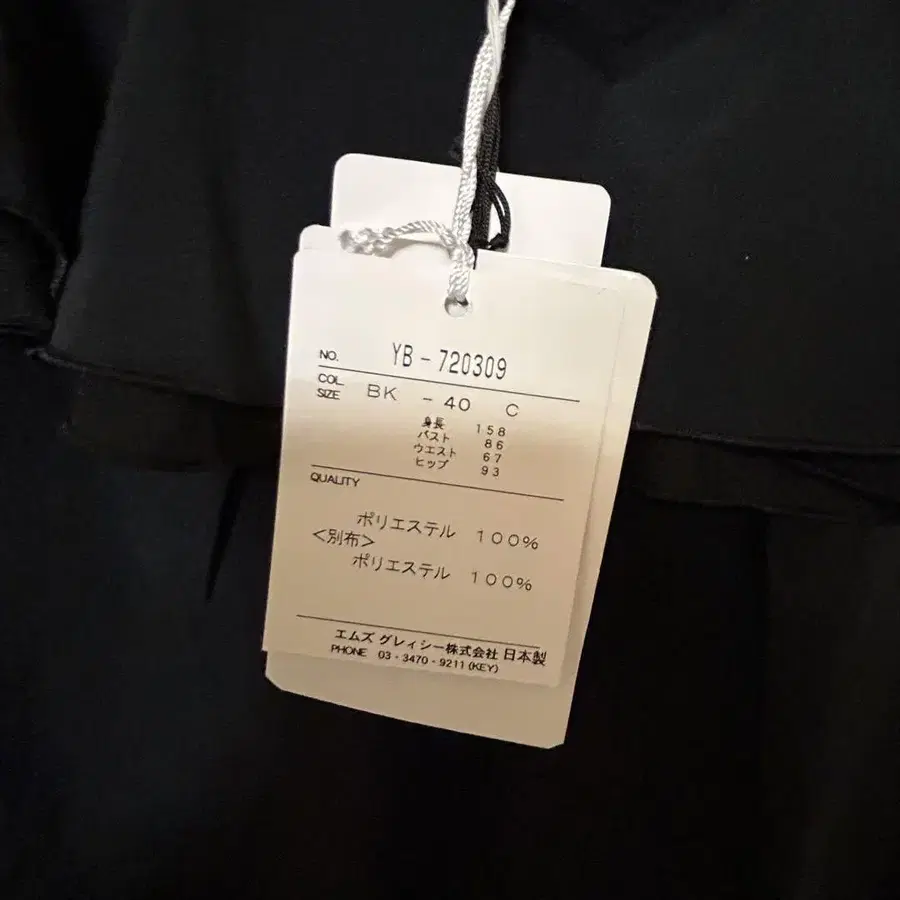 NO. YB-720309
COL.
SIZE BK - 40 C
身長 158
バスト 86
ウエスト 67
ヒップ 93
QUALITY
ポリエステル 100%
<別布>
ポリエステル 100%
エムズ グレィシー株式会社 日本製
PHONE 03-3470-9211(KEY)